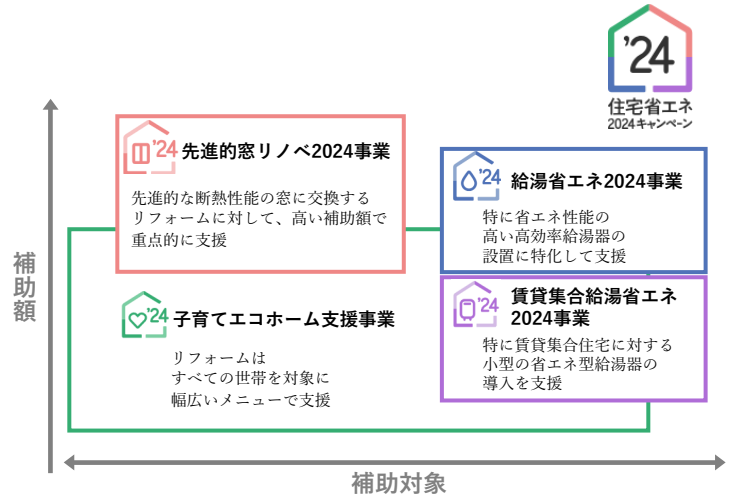 '24
住宅省エネ
2024キャンペーン
'24
先進的窓リノベ2024事業
先進的な断熱性能の窓に交換する
リフォームに対して、高い補助額で
重点的に支援
'24
給湯省エネ2024事業
特に省エネ性能の
高い高効率給湯器の
設置に特化して支援
補助額
'24
子育てエコホーム支援事業
リフォームは
すべての世帯を対象に
幅広いメニューで支援
'24
賃貸集合給湯省エネ
2024事業
特に賃貸集合住宅に対する
小型の省エネ型給湯器の
導入を支援
補助対象